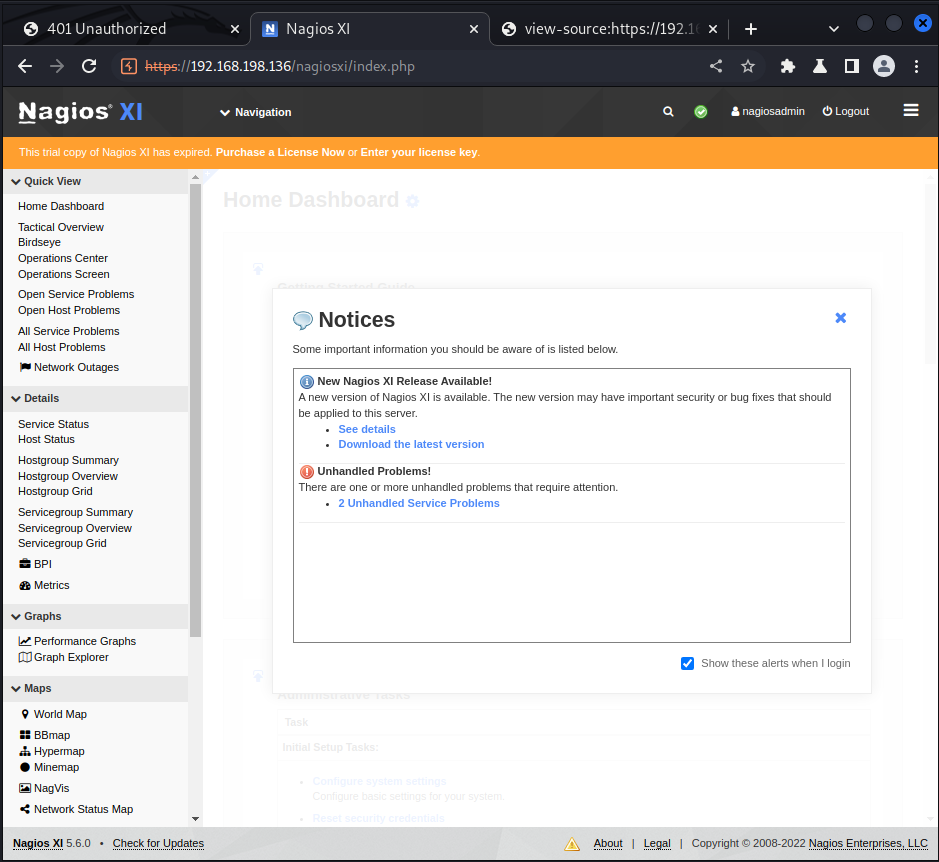 401 Unauthorized
Nagios XI
view-source:https://192.1
https://192.168.198.136/nagiosxi/index.php
Nagios® XI
Navigation
nagiosadmin
Logout
This trial copy of Nagios XI has expired. Purchase a License Now or Enter your license key.
Quick View
Home Dashboard
Tactical Overview
Birdseye
Operations Center
Operations Screen
Open Service Problems
Open Host Problems
All Service Problems
All Host Problems
Network Outages
Details
Service Status
Host Status
Hostgroup Summary
Hostgroup Overview
Hostgroup Grid
Servicegroup Summary
Servicegroup Overview
Servicegroup Grid
BPI
Metrics
Graphs
Performance Graphs
Graph Explorer
Maps
World Map
BBmap
Hypermap
Minemap
NagVis
Network Status Map
Home Dashboard
Getting Started Guide
Notices
Some important information you should be aware of is listed below.
New Nagios XI Release Available!
A new version of Nagios XI is available. The new version may have important security or bug fixes that should
be applied to this server.
• See details
• Download the latest version
Unhandled Problems!
There are one or more unhandled problems that require attention.
• 2 Unhandled Service Problems
Show these alerts when I login
Administrative Tasks
Task
Initial Setup Tasks:
• Configure system settings
Configure basic settings for your system.
• Reset security credentials
Nagios XI 5.6.0 • Check for Updates
About | Legal | Copyright © 2008-2022 Nagios Enterprises, LLC